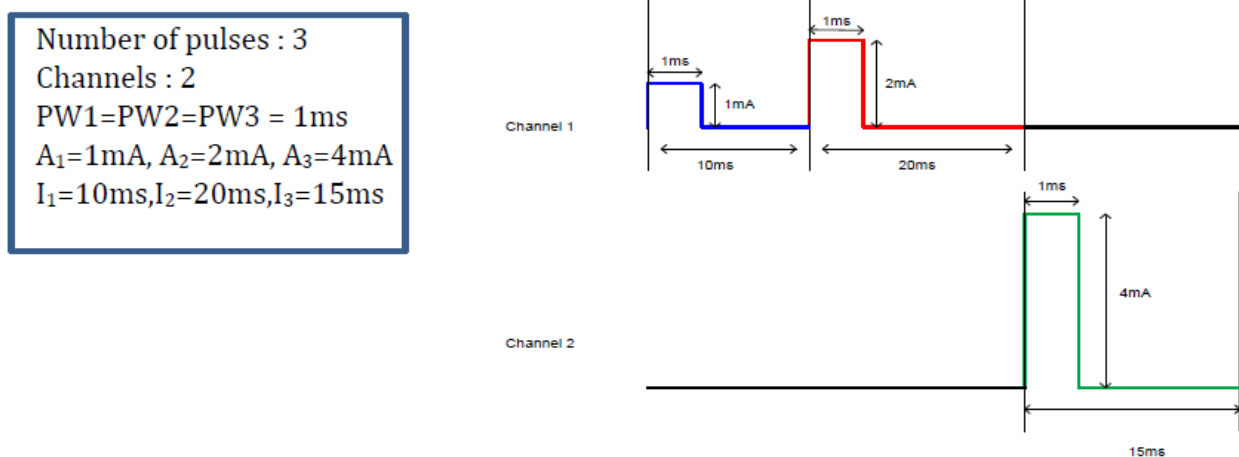 Number of pulses : 3
Channels : 2
PW1=PW2=PW3 = 1ms
A₁=1mA, A₂=2mA, A₃=4mA
I₁=10ms,I₂=20ms,I₃=15ms
1ms
1ms
2mA
1mA
Channel 1
10ms
20ms
1ms
4mA
Channel 2
15ms